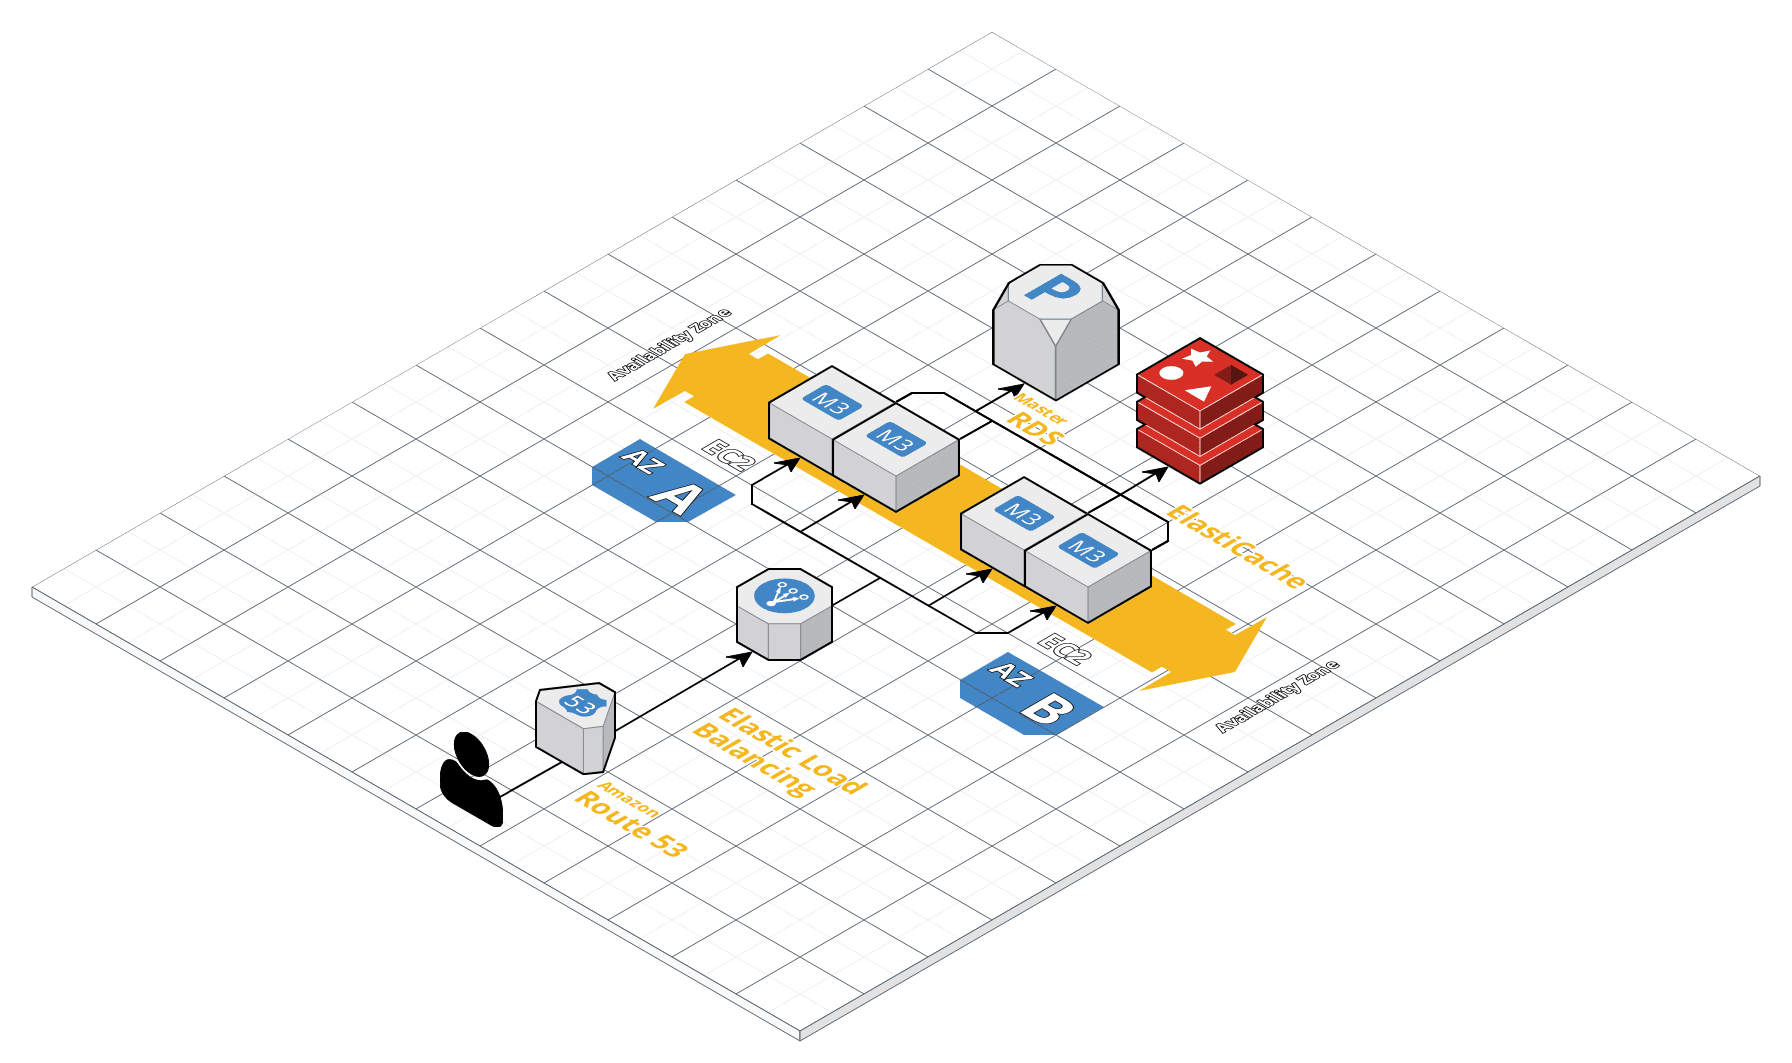 P
Availability Zone
M3
M3
Master
RDS
EC2
AZ
A
M3
M3
ElastiCache
EC2
AZ
B
Availability Zone
53
Elastic Load
Balancing
Amazon
Route 53